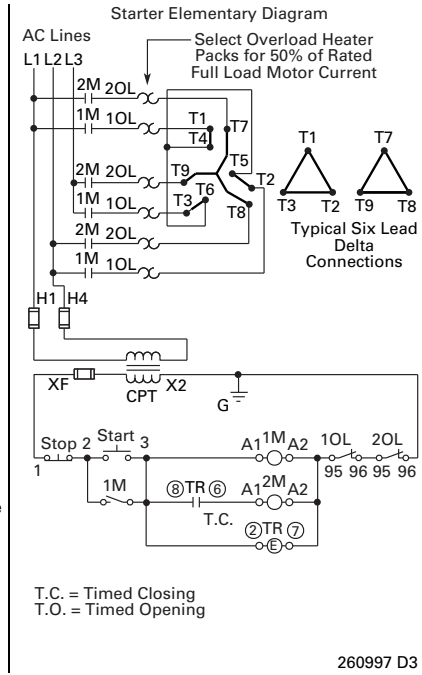 Starter Elementary Diagram
AC Lines
L1 L2 L3
Select Overload Heater
Packs for 50% of Rated
Full Load Motor Current
2M 2OL
1M 1OL
T1
T7
T4
T5
2M 2OL
T9
T2
T6
1M 1OL
T3
T8
2M 2OL
1M 1OL
T1
T7
T3 T2 T9 T8
Typical Six Lead
Delta
Connections
H1 H4
XF
CPT
X2
G
Stop 2 Start 3
1
A1 1M A2 1OL 2OL
95 96 95 96
1M
⑧TR⑥
A1 2M A2
T.C.
②TR⑦
E
e
T.C. = Timed Closing
T.O. = Timed Opening
260997 D3